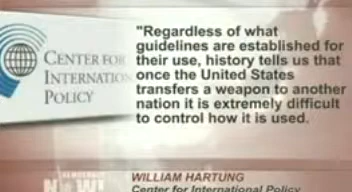 CENTER FOR
INTERNATION
POLICY
"Regardless of what
guidelines are established for
their use, history tells us that
once the United States
transfers a weapon to another
nation it is extremely difficult
to control how it is used.
DEMOCRACY
NOW!
WILLIAM HARTUNG
Center for International Policy